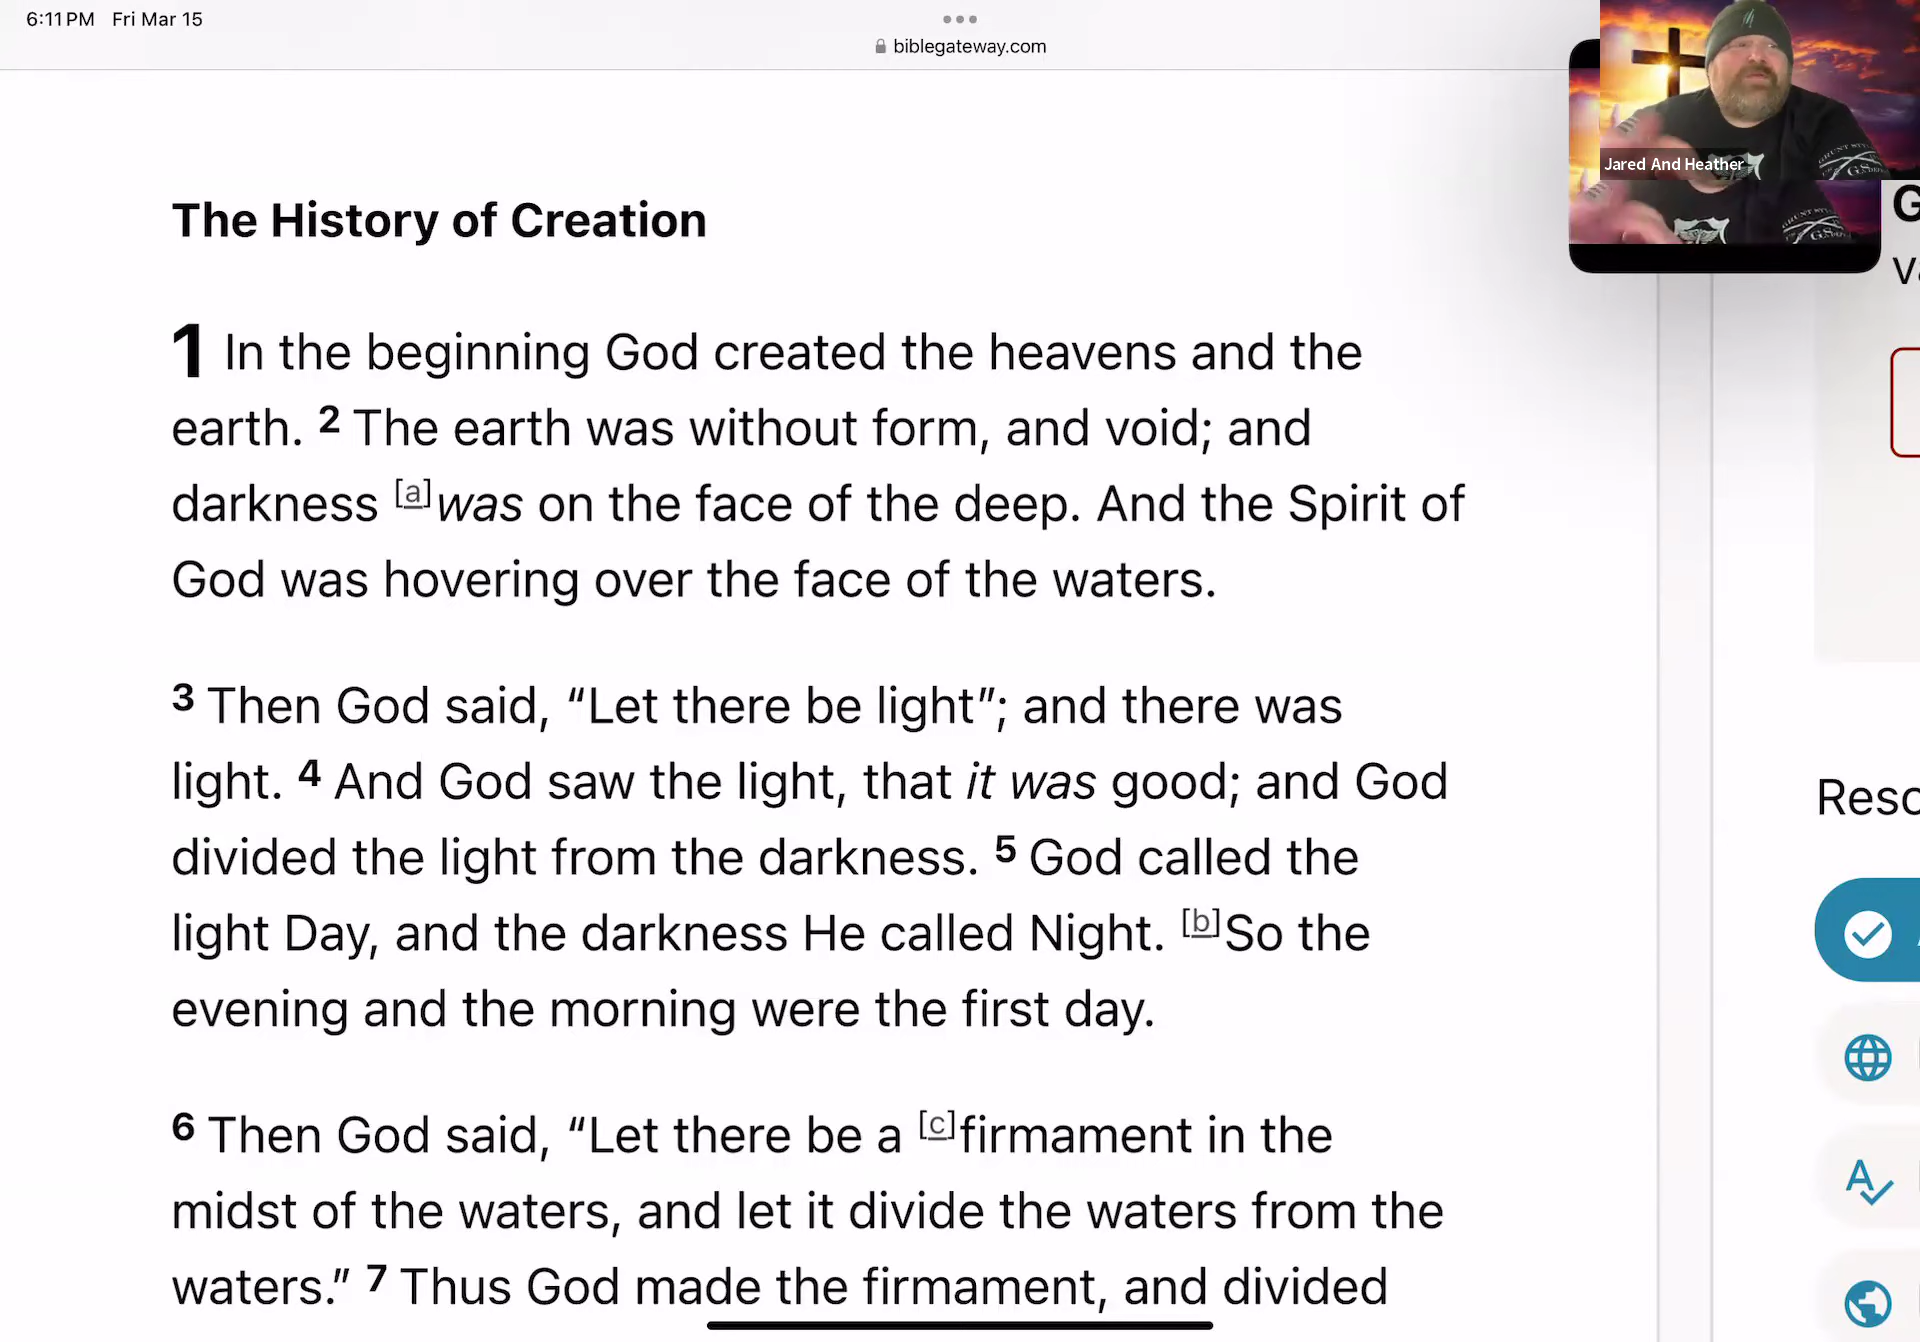 6:11 PM Fri Mar 15
biblegateway.com
Jared And Heather
The History of Creation
1 In the beginning God created the heavens and the
earth. 2 The earth was without form, and void; and
darkness [a]was on the face of the deep. And the Spirit of
God was hovering over the face of the waters.
3 Then God said, “Let there be light”; and there was
light. 4 And God saw the light, that it was good; and God
divided the light from the darkness. 5 God called the
light Day, and the darkness He called Night. [b]So the
evening and the morning were the first day.
6 Then God said, “Let there be a [c]firmament in the
midst of the waters, and let it divide the waters from the
waters.” 7 Thus God made the firmament, and divided